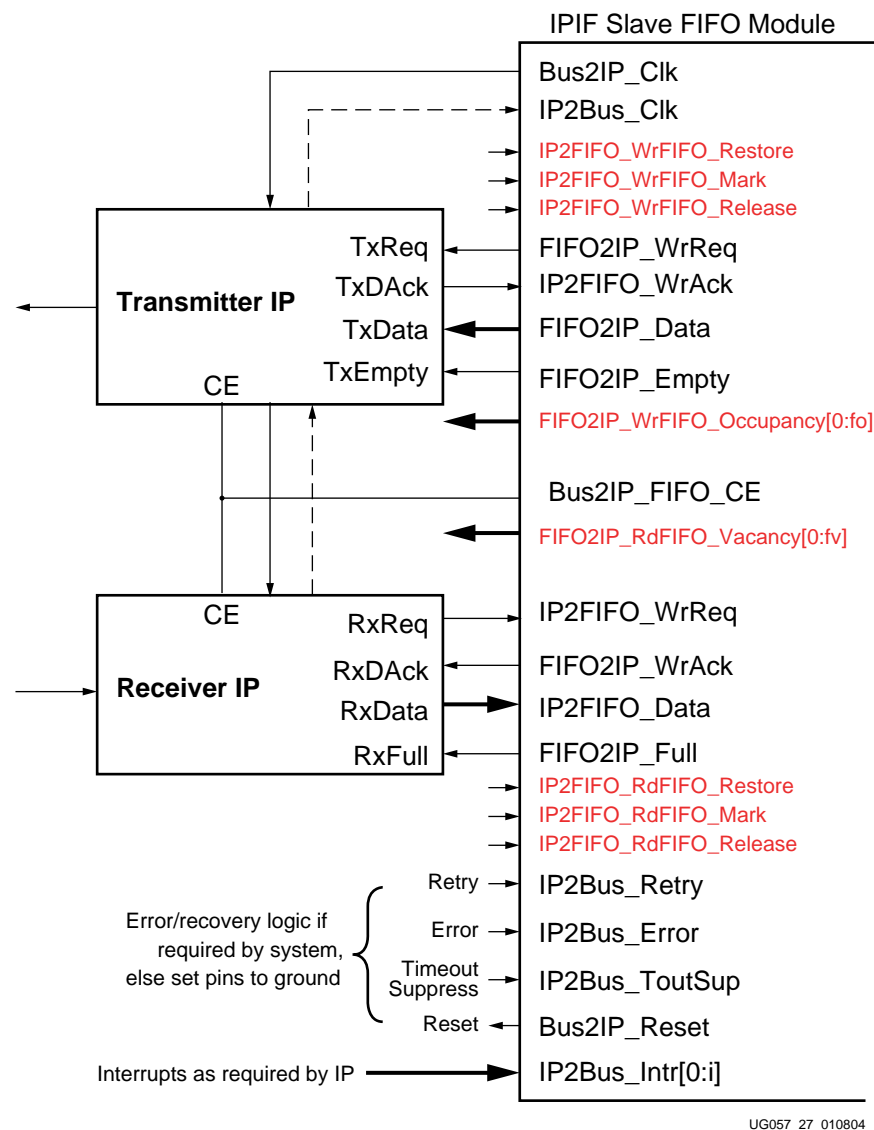 IPIF Slave FIFO Module
Bus2IP_Clk
IP2Bus_Clk
IP2FIFO_WrFIFO_Restore
IP2FIFO_WrFIFO_Mark
IP2FIFO_WrFIFO_Release
TxReq
FIFO2IP_WrReq
Transmitter IP
TxDAck
IP2FIFO_WrAck
TxData
FIFO2IP_Data
TxEmpty
FIFO2IP_Empty
CE
FIFO2IP_WrFIFO_Occupancy[0:fo]
Bus2IP_FIFO_CE
FIFO2IP_RdFIFO_Vacancy[0:fv]
CE
RxReq
IP2FIFO_WrReq
Receiver IP
RxDAck
FIFO2IP_WrAck
RxData
IP2FIFO_Data
RxFull
FIFO2IP_Full
IP2FIFO_RdFIFO_Restore
IP2FIFO_RdFIFO_Mark
IP2FIFO_RdFIFO_Release
Error/recovery logic if
required by system,
else set pins to ground
Retry
IP2Bus_Retry
Error
IP2Bus_Error
Timeout
Suppress
IP2Bus_ToutSup
Reset
Bus2IP_Reset
Interrupts as required by IP
IP2Bus_Intr[0:i]
UG057_27_010804